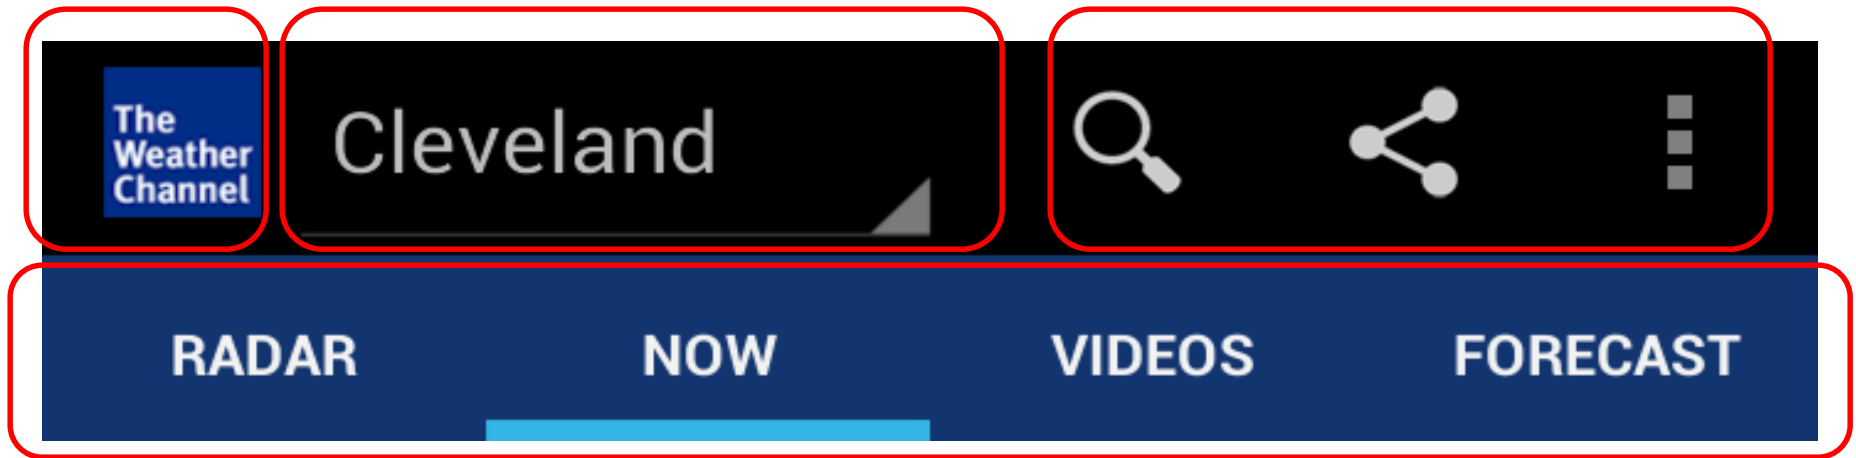 The
Weather
Channel
Cleveland
RADAR NOW VIDEOS FORECAST